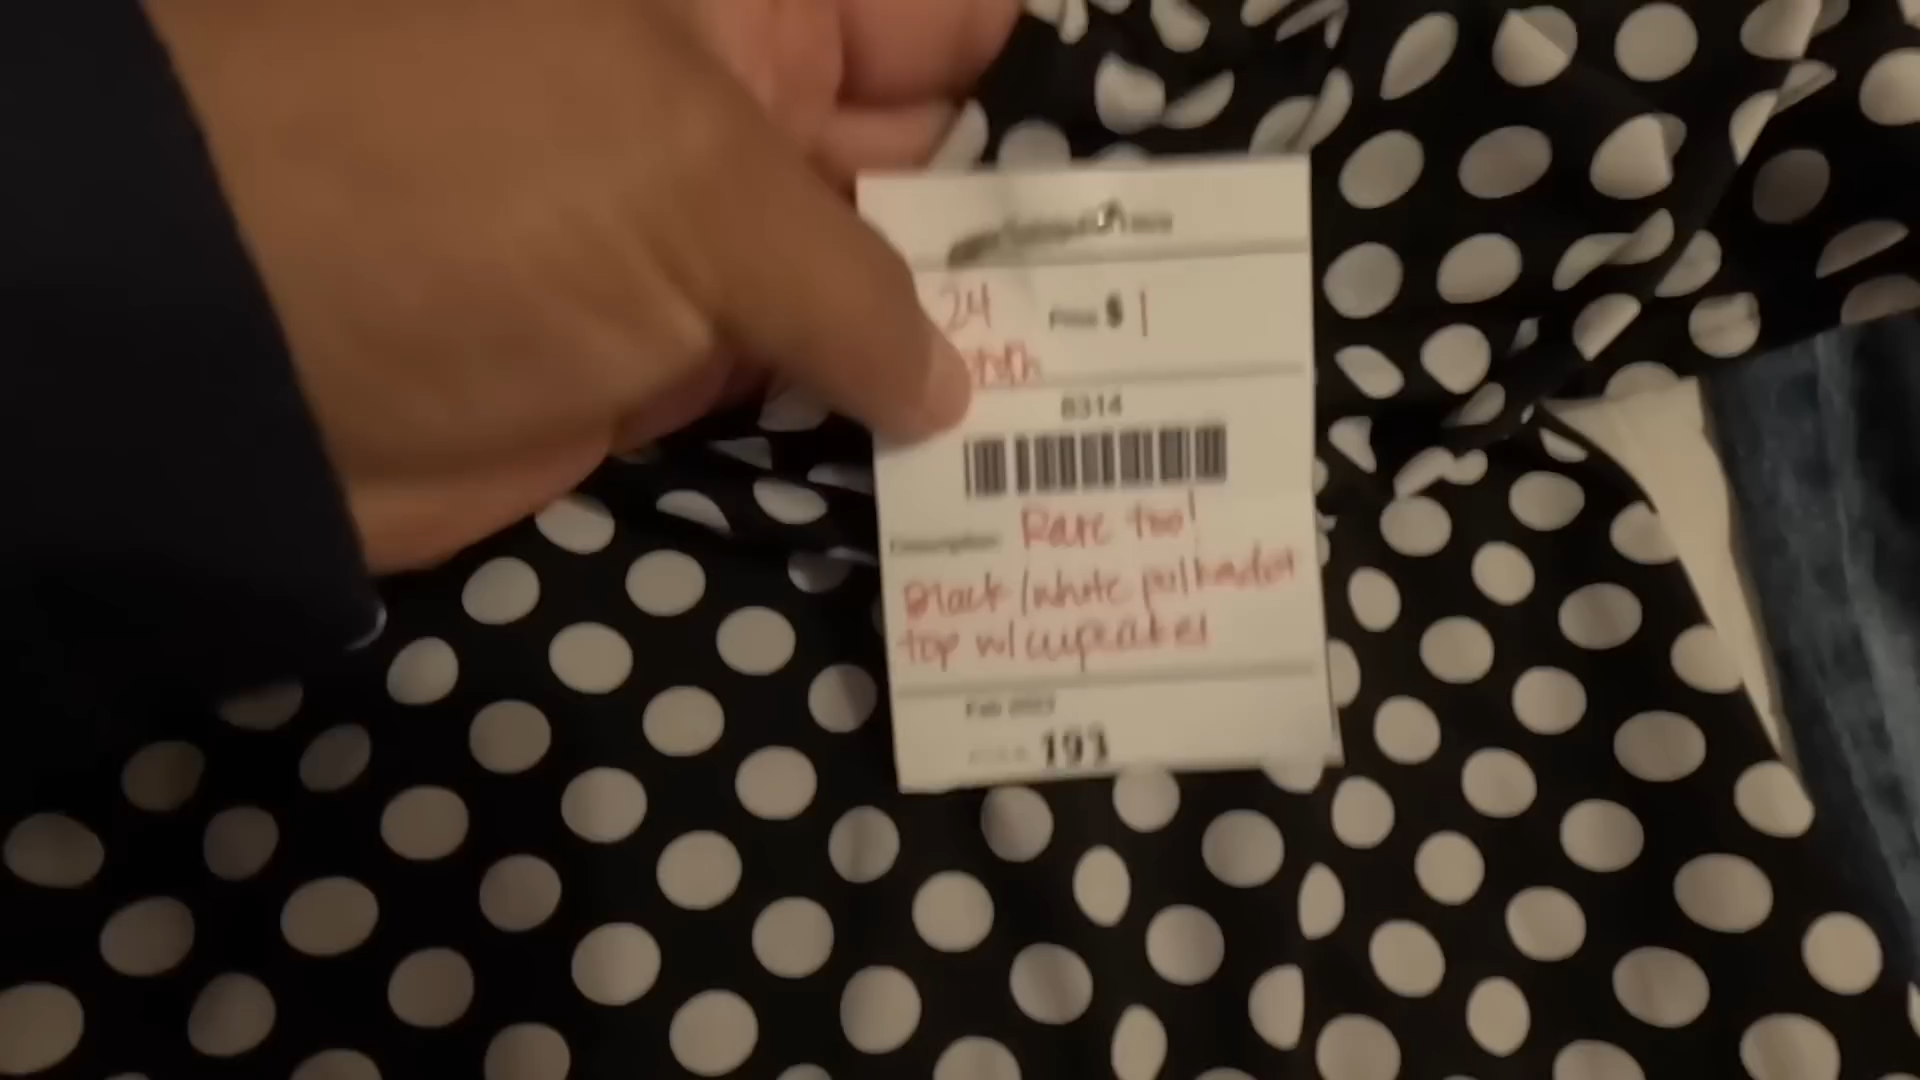 24 Price $ 1
8314
Description Rare too!
Black/white polkadot
top w/cupcakes
Feb 2023
193